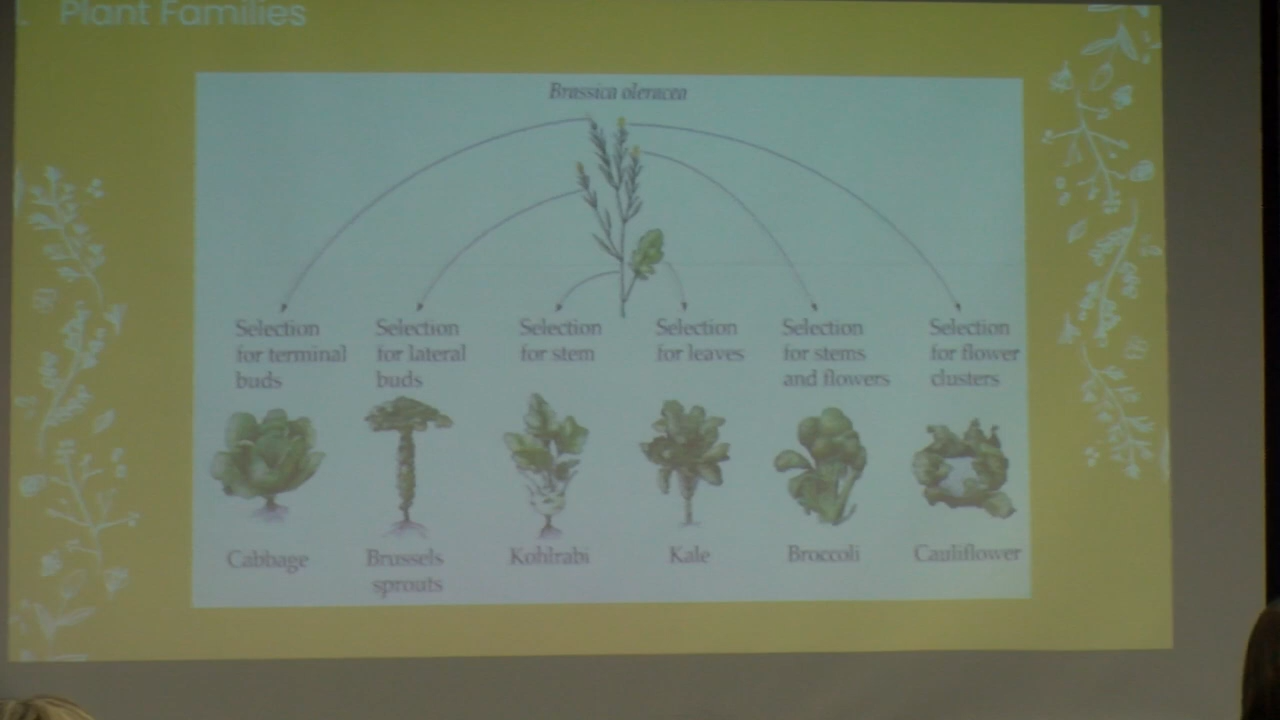 Plant Families
Brassica oleracea
Selection
for terminal
buds
Selection
for lateral
buds
Selection
for stem
Selection
for leaves
Selection
for stems
and flowers
Selection
for flower
clusters
Cabbage
Brussels
sprouts
Kohlrabi
Kale
Broccoli
Cauliflower